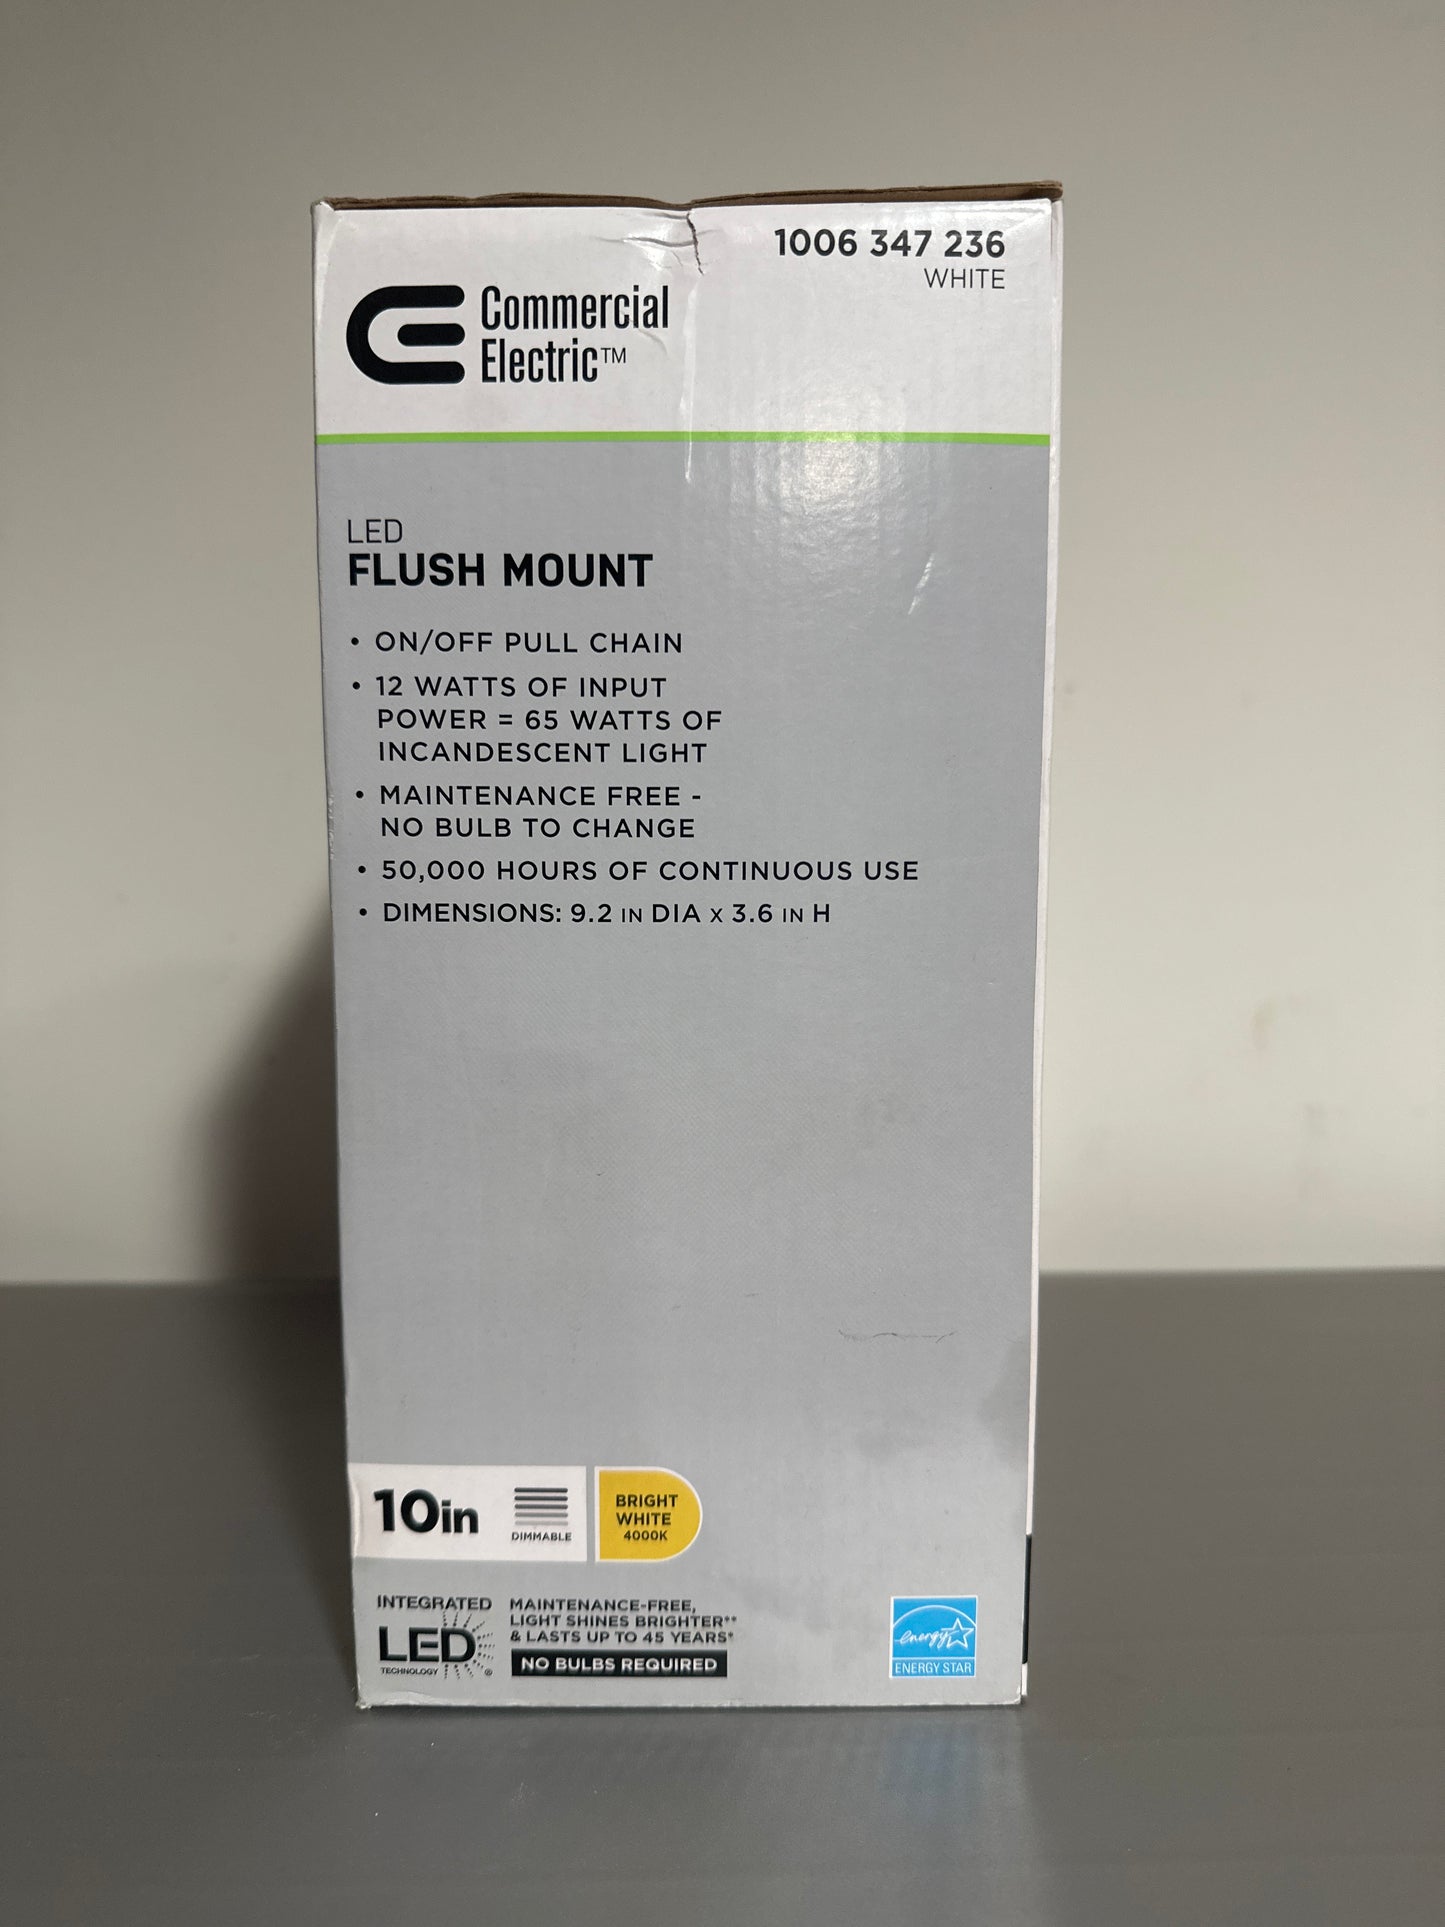 1006 347 236
WHITE
Commercial
Electric™
LED
FLUSH MOUNT
• ON/OFF PULL CHAIN
• 12 WATTS OF INPUT
POWER = 65 WATTS OF
INCANDESCENT LIGHT
• MAINTENANCE FREE -
NO BULB TO CHANGE
• 50,000 HOURS OF CONTINUOUS USE
• DIMENSIONS: 9.2 IN DIA X 3.6 IN H
10in
DIMMABLE
BRIGHT
WHITE
4000K
INTEGRATED
LED
TECHNOLOGY ®
MAINTENANCE-FREE,
LIGHT SHINES BRIGHTER**
& LASTS UP TO 45 YEARS*
NO BULBS REQUIRED
energy
ENERGY STAR